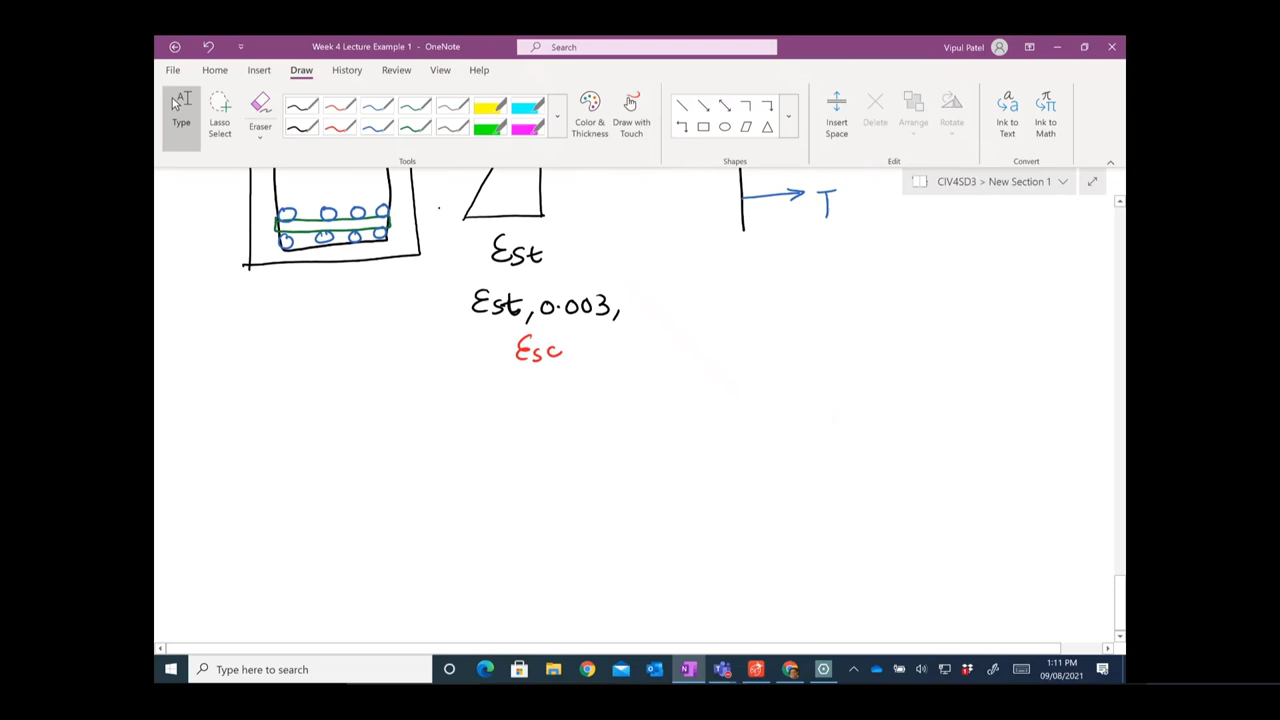 Week 4 Lecture Example 1 - OneNote
Search
Vipul Patel
File Home Insert Draw History Review View Help
Type
Lasso Select
Eraser
Color & Thickness
Draw with Touch
Insert Space
Delete
Arrange
Rotate
Ink to Text
Ink to Math
Tools
Shapes
Edit
Convert
CIV4SD3 > New Section 1
T
Est
Est, 0.003,
Esc
Type here to search
1:11 PM
09/08/2021